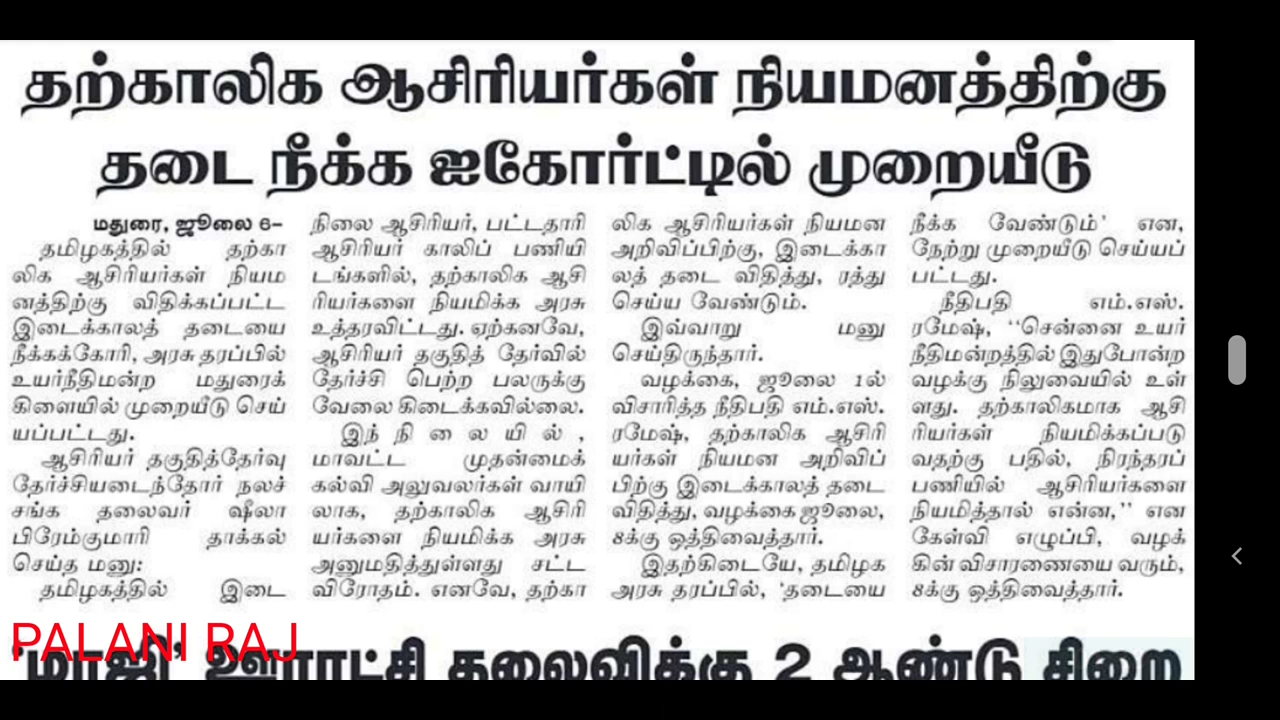 தற்காலிக ஆசிரியர்கள் நியமனத்திற்கு
தடை நீக்க ஐகோர்ட்டில் முறையீடு
மதுரை, ஜூலை 6–
தமிழகத்தில் தற்கா
லிக ஆசிரியர்கள் நியம
னத்திற்கு விதிக்கப்பட்ட
இடைக்காலத் தடையை
நீக்கக்கோரி, அரசு தரப்பில்
உயர்நீதிமன்ற மதுரைக்
கிளையில் முறையீடு செய்
யப்பட்டது.
ஆசிரியர் தகுதித்தேர்வு
தேர்ச்சியடைந்தோர் நலச்
சங்க தலைவர் ஷீலா
பிரேம்குமாரி தாக்கல்
செய்த மனு:
தமிழகத்தில் இடை
நிலை ஆசிரியர், பட்டதாரி
ஆசிரியர் காலிப் பணியி
டங்களில், தற்காலிக ஆசி
ரியர்களை நியமிக்க அரசு
உத்தரவிட்டது. ஏற்கனவே,
ஆசிரியர் தகுதித் தேர்வில்
தேர்ச்சி பெற்ற பலருக்கு
வேலை கிடைக்கவில்லை.
இந் நி லை யி ல் ,
மாவட்ட முதன்மைக்
கல்வி அலுவலர்கள் வாயி
லாக, தற்காலிக ஆசிரி
யர்களை நியமிக்க அரசு
அனுமதித்துள்ளது சட்ட
விரோதம். எனவே, தற்கா
லிக ஆசிரியர்கள் நியமன
அறிவிப்பிற்கு, இடைக்கா
லத் தடை விதித்து, ரத்து
செய்ய வேண்டும்.
இவ்வாறு மனு
செய்திருந்தார்.
வழக்கை, ஜூலை 1ல்
விசாரித்த நீதிபதி எம்.எஸ்.
ரமேஷ், தற்காலிக ஆசிரி
யர்கள் நியமன அறிவிப்
பிற்கு இடைக்காலத் தடை
விதித்து, வழக்கை ஜூலை,
8க்கு ஒத்திவைத்தார்.
இதற்கிடையே, தமிழக
அரசு தரப்பில், 'தடையை
நீக்க வேண்டும்' என,
நேற்று முறையீடு செய்யப்
பட்டது.
நீதிபதி எம்.எஸ்.
ரமேஷ், ''சென்னை உயர்
நீதிமன்றத்தில் இதுபோன்ற
வழக்கு நிலுவையில் உள்
ளது. தற்காலிகமாக ஆசி
ரியர்கள் நியமிக்கப்படு
வதற்கு பதில், நிரந்தரப்
பணியில் ஆசிரியர்களை
நியமித்தால் என்ன,'' என
கேள்வி எழுப்பி, வழக்
கின் விசாரணையை வரும்,
8க்கு ஒத்திவைத்தார்.
PALANI RAJ
'மாஜி' ஊராட்சி தலைவிக்கு 2 ஆண்டு சிறை